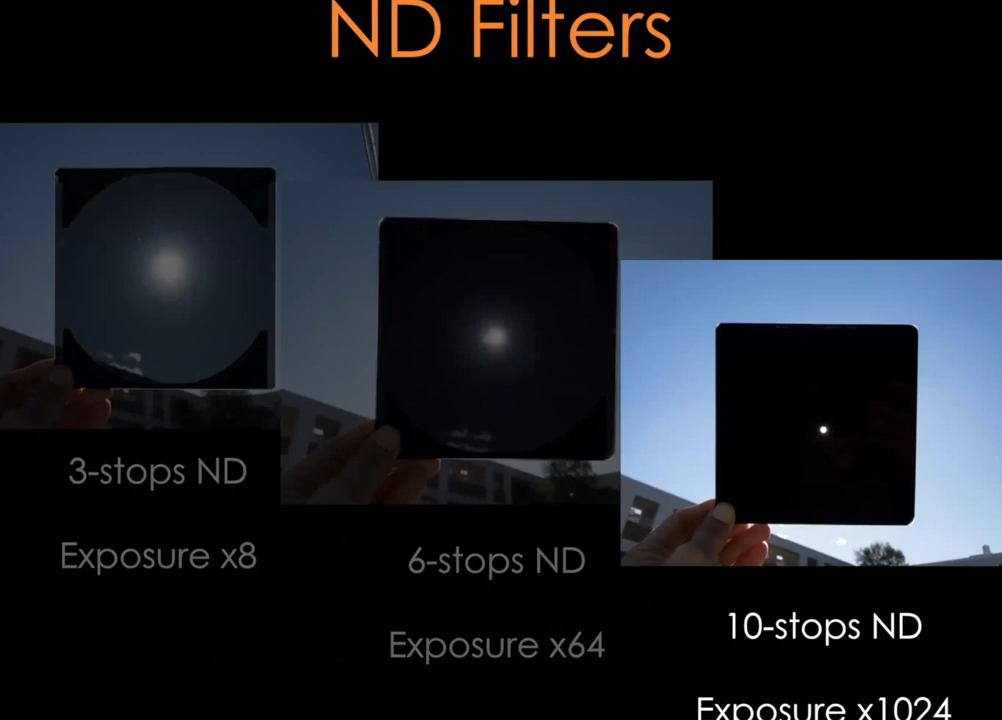 ND Filters
3-stops ND
Exposure x8
6-stops ND
Exposure x64
10-stops ND
Exposure x1024